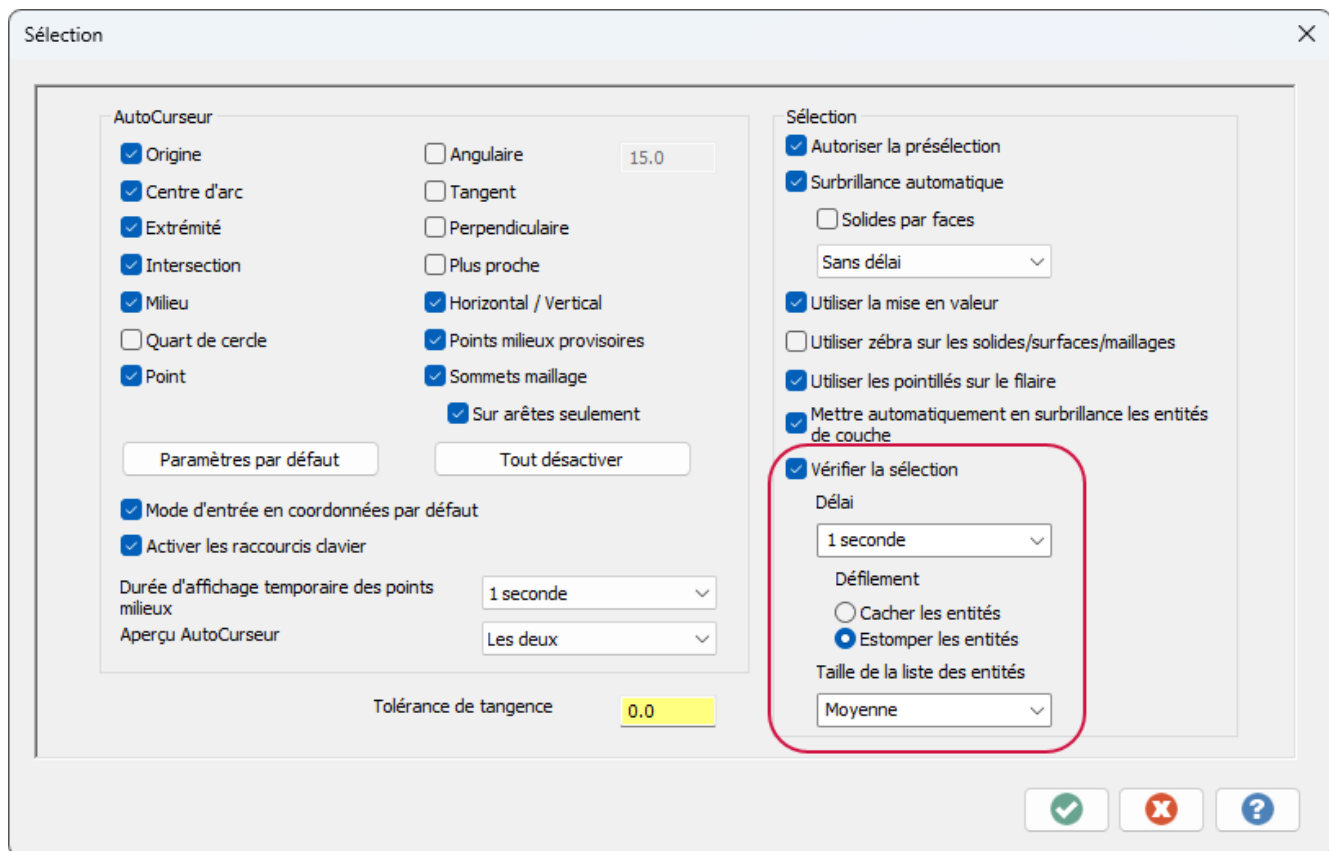 Sélection
AutoCurseur
Origine
Centre d'arc
Extrémité
Intersection
Milieu
Quart de cercle
Point
Angulaire
15.0
Tangent
Perpendiculaire
Plus proche
Horizontal / Vertical
Points milieux provisoires
Sommets maillage
Sur arêtes seulement
Paramètres par défaut
Tout désactiver
Mode d'entrée en coordonnées par défaut
Activer les raccourcis clavier
Durée d'affichage temporaire des points
milieux
1 seconde
Aperçu AutoCurseur
Les deux
Tolérance de tangence
0.0
Sélection
Autoriser la présélection
Surbrillance automatique
Solides par faces
Sans délai
Utiliser la mise en valeur
Utiliser zébra sur les solides/surfaces/maillages
Utiliser les pointillés sur le filaire
Mettre automatiquement en surbrillance les entités
de couche
Vérifier la sélection
Délai
1 seconde
Défilement
Cacher les entités
Estomper les entités
Taille de la liste des entités
Moyenne